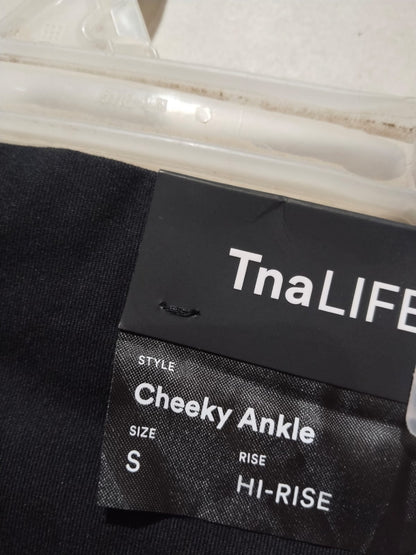 TnaLIFE
STYLE
Cheeky Ankle
SIZE
S
RISE
HI-RISE